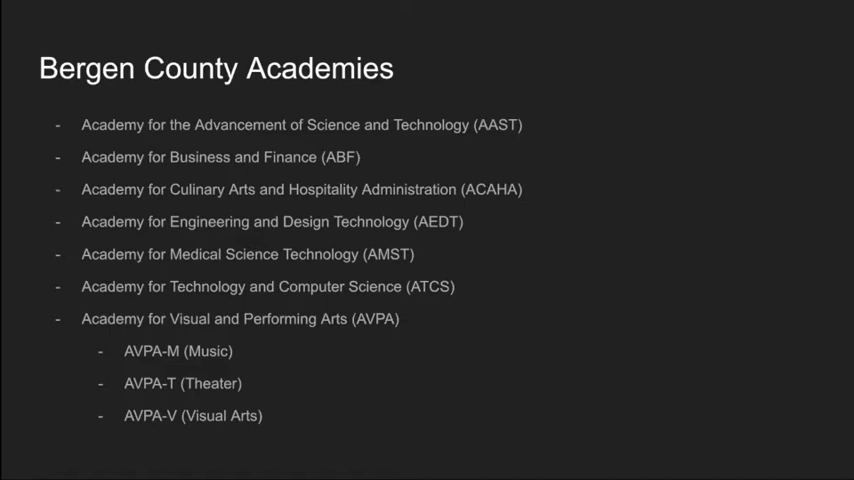 Bergen County Academies
- Academy for the Advancement of Science and Technology (AAST)
- Academy for Business and Finance (ABF)
- Academy for Culinary Arts and Hospitality Administration (ACAHA)
- Academy for Engineering and Design Technology (AEDT)
- Academy for Medical Science Technology (AMST)
- Academy for Technology and Computer Science (ATCS)
- Academy for Visual and Performing Arts (AVPA)
- AVPA-M (Music)
- AVPA-T (Theater)
- AVPA-V (Visual Arts)